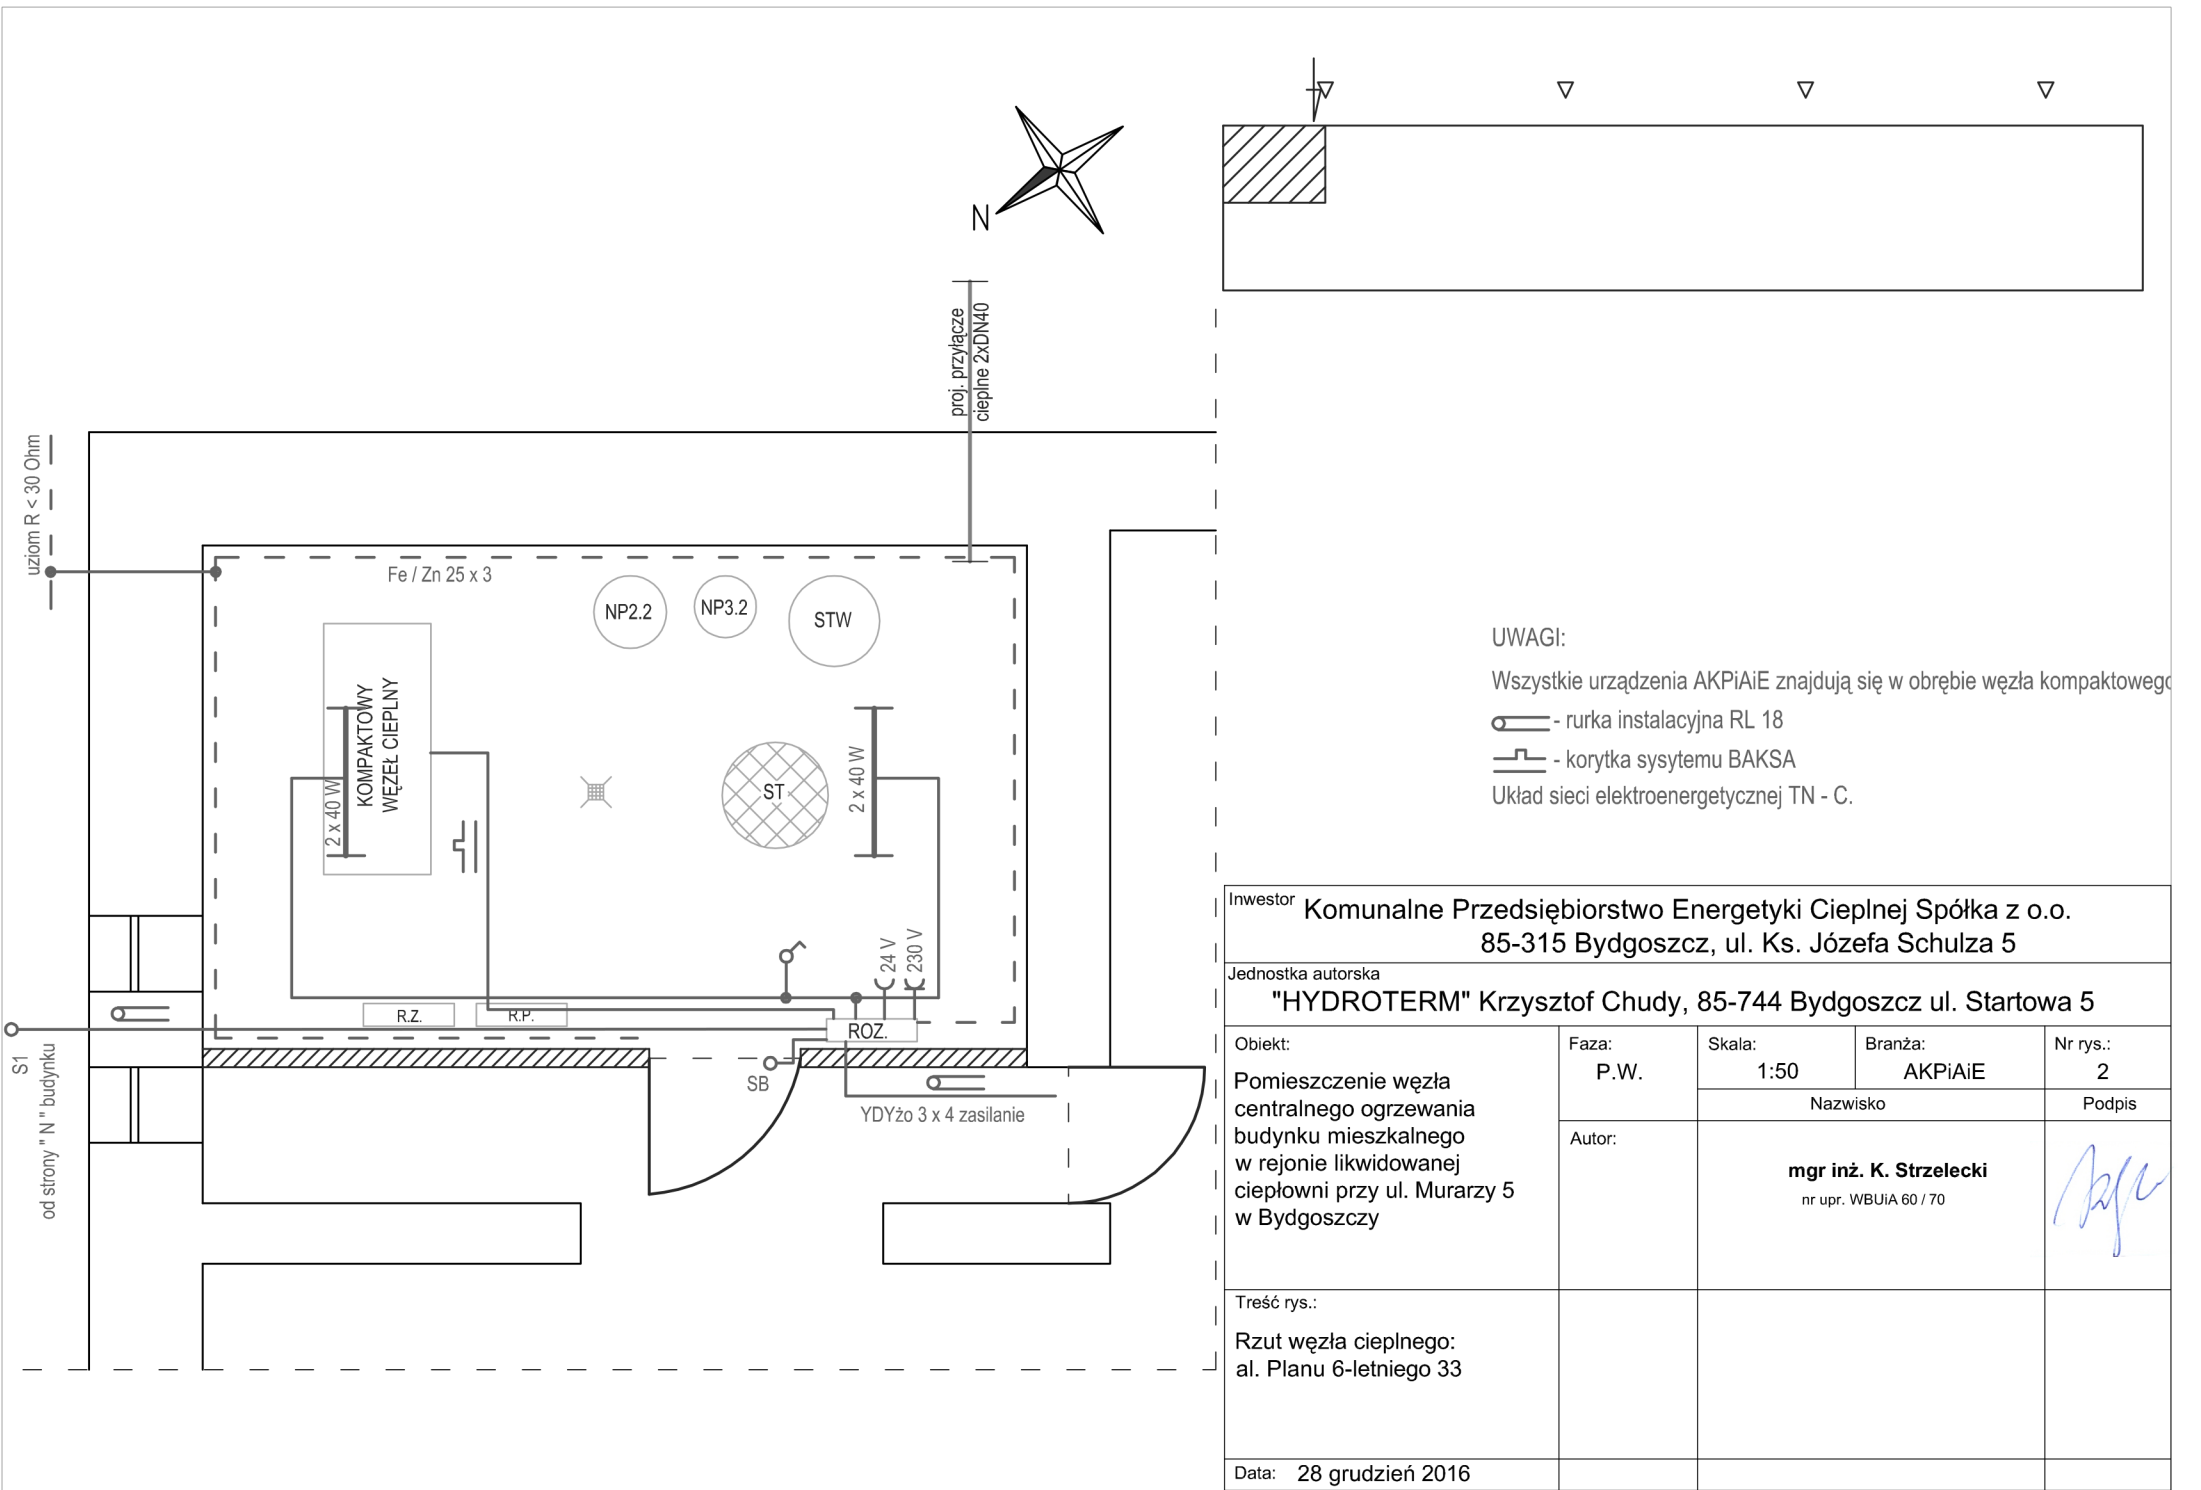 N
proj. przyłącze
cieplne 2xDN40
uziom R < 30 Ohm
Fe / Zn 25 x 3
NP2.2
NP3.2
STW
KOMPAKTOWY
WĘZEŁ CIEPLNY
2 x 40 W
ST
2 x 40 W
24 V
230 V
R.Z.
R.P.
ROZ.
S1
od strony " N " budynku
SB
YDYżo 3 x 4 zasilanie
UWAGI:
Wszystkie urządzenia AKPiAiE znajdują się w obrębie węzła kompaktowego
- rurka instalacyjna RL 18
- korytka sysytemu BAKSA
Układ sieci elektroenergetycznej TN - C.
Inwestor
Komunalne Przedsiębiorstwo Energetyki Cieplnej Spółka z o.o.
85-315 Bydgoszcz, ul. Ks. Józefa Schulza 5
Jednostka autorska
"HYDROTERM" Krzysztof Chudy, 85-744 Bydgoszcz ul. Startowa 5
Obiekt:
Pomieszczenie węzła
centralnego ogrzewania
budynku mieszkalnego
w rejonie likwidowanej
ciepłowni przy ul. Murarzy 5
w Bydgoszczy
Faza:
P.W.
Skala:
1:50
Branża:
AKPiAiE
Nr rys.:
2
Nazwisko
Podpis
Autor:
mgr inż. K. Strzelecki
nr upr. WBUiA 60 / 70
Treść rys.:
Rzut węzła cieplnego:
al. Planu 6-letniego 33
Data: 28 grudzień 2016